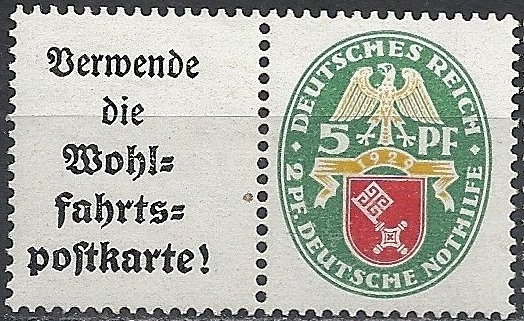 Verwende
die
Wohl=
fahrts=
postkarte!
DEUTSCHES REICH
5 PF
1929
2 PF. DEUTSCHE NOTHILFE